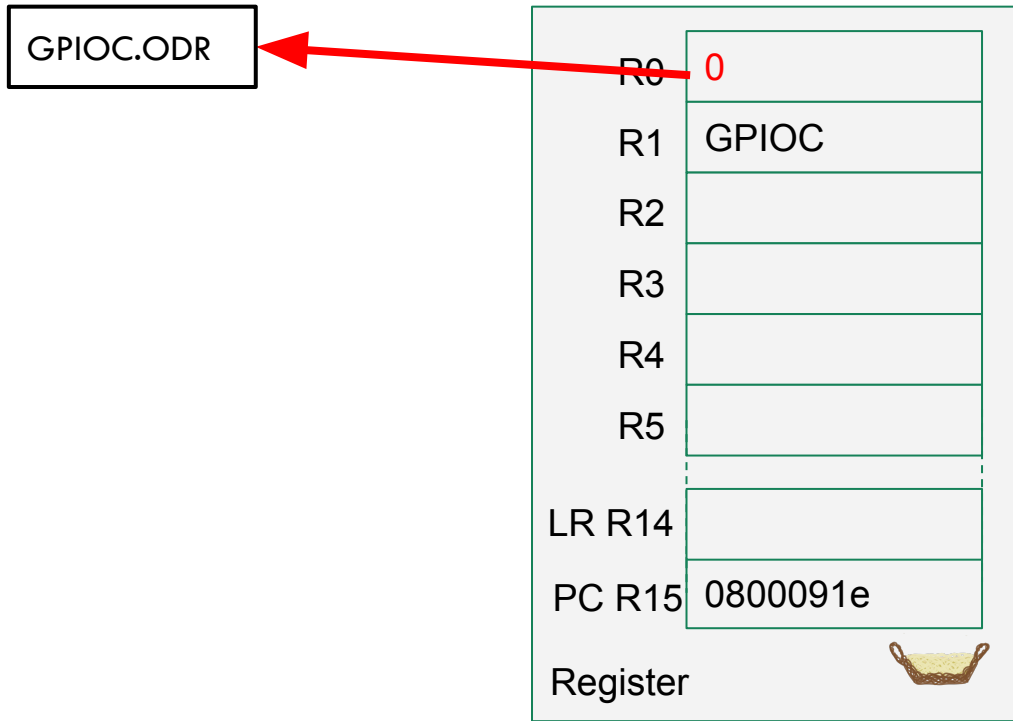 GPIOC.ODR
R0 0
R1 GPIOC
R2
R3
R4
R5
LR R14
PC R15 0800091e
Register